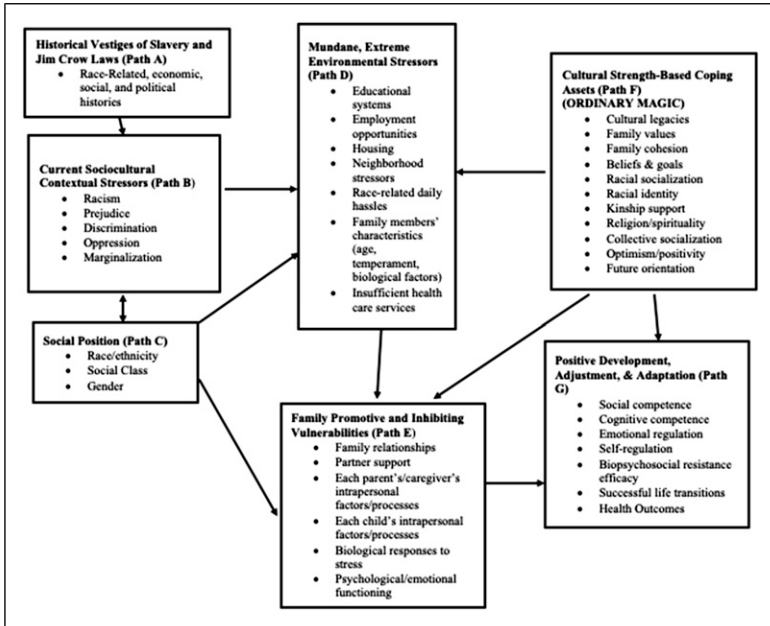 Historical Vestiges of Slavery and
Jim Crow Laws (Path A)
• Race-Related, economic,
social, and political
histories
Current Sociocultural
Contextual Stressors (Path B)
• Racism
• Prejudice
• Discrimination
• Oppression
• Marginalization
Social Position (Path C)
• Race/ethnicity
• Social Class
• Gender
Mundane, Extreme
Environmental Stressors
(Path D)
• Educational
systems
• Employment
opportunities
• Housing
• Neighborhood
stressors
• Race-related daily
hassles
• Family members'
characteristics
(age,
temperament,
biological factors)
• Insufficient health
care services
Family Promotive and Inhibiting
Vulnerabilities (Path E)
• Family relationships
• Partner support
• Each parent's/caregiver's
intrapersonal
factors/processes
• Each child's intrapersonal
factors/processes
• Biological responses to
stress
• Psychological/emotional
functioning
Cultural Strength-Based Coping
Assets (Path F)
(ORDINARY MAGIC)
• Cultural legacies
• Family values
• Family cohesion
• Beliefs & goals
• Racial socialization
• Racial identity
• Kinship support
• Religion/spirituality
• Collective socialization
• Optimism/positivity
• Future orientation
Positive Development,
Adjustment, & Adaptation (Path
G)
• Social competence
• Cognitive competence
• Emotional regulation
• Self-regulation
• Biopsychosocial resistance
efficacy
• Successful life transitions
• Health Outcomes